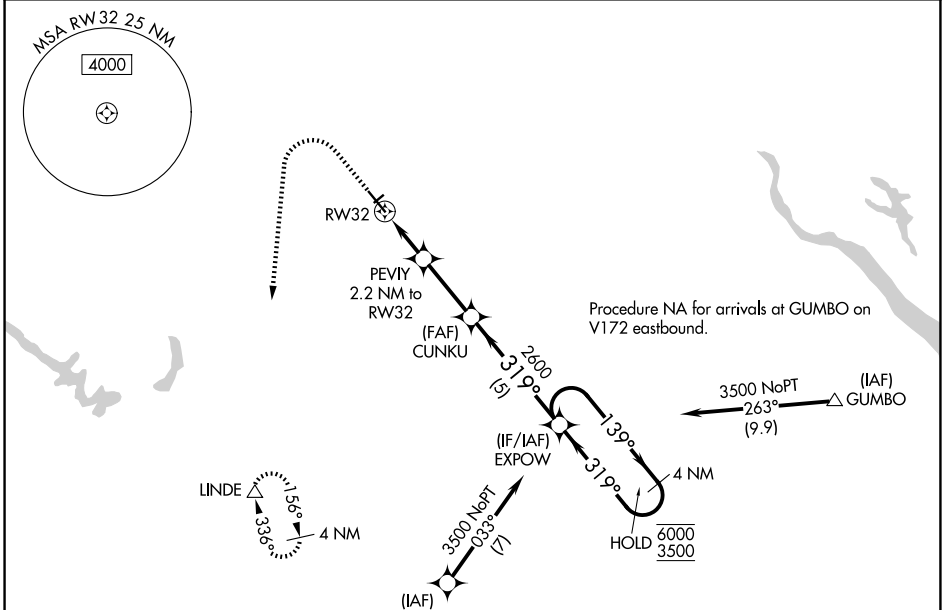 MSA RW32 25 NM
4000
RW32
PEVIY
2.2 NM to
RW32
(FAF)
CUNKU
Procedure NA for arrivals at GUMBO on
V172 eastbound.
2600
319°
(5)
3500 NoPT
263°
(9.9)
(IAF)
GUMBO
(IF/IAF)
EXPOW
139°
319°
4 NM
HOLD 6000
3500
LINDE
156°
336°
4 NM
3500 NoPT
033°
(7)
(IAF)